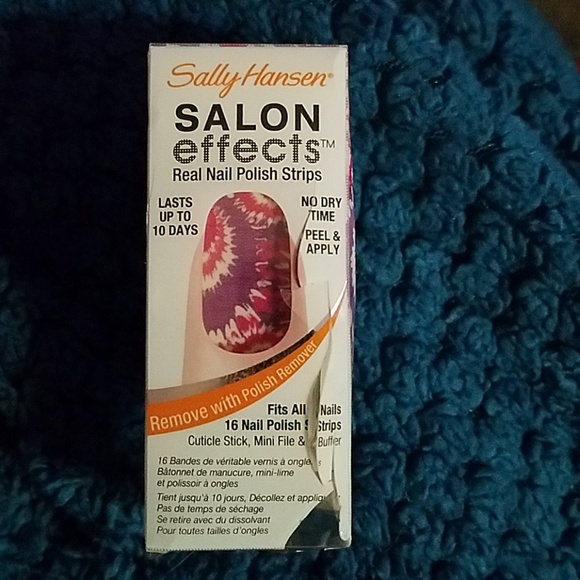 Sally Hansen®
SALON
effects™
Real Nail Polish Strips
LASTS
UP TO
10 DAYS
NO DRY
TIME
PEEL &
APPLY
Remove with Polish Remover
Fits All Nails
16 Nail Polish Strips
Cuticle Stick, Mini File & Buffer
16 Bandes de véritable vernis à ongles
Bâtonnet de manucure, mini-lime
et polissoir à ongles
Tient jusqu'à 10 jours, Décollez et
Pas de temps de séchage
Se retire avec du dissolvant
Pour toutes tailles d'ongles